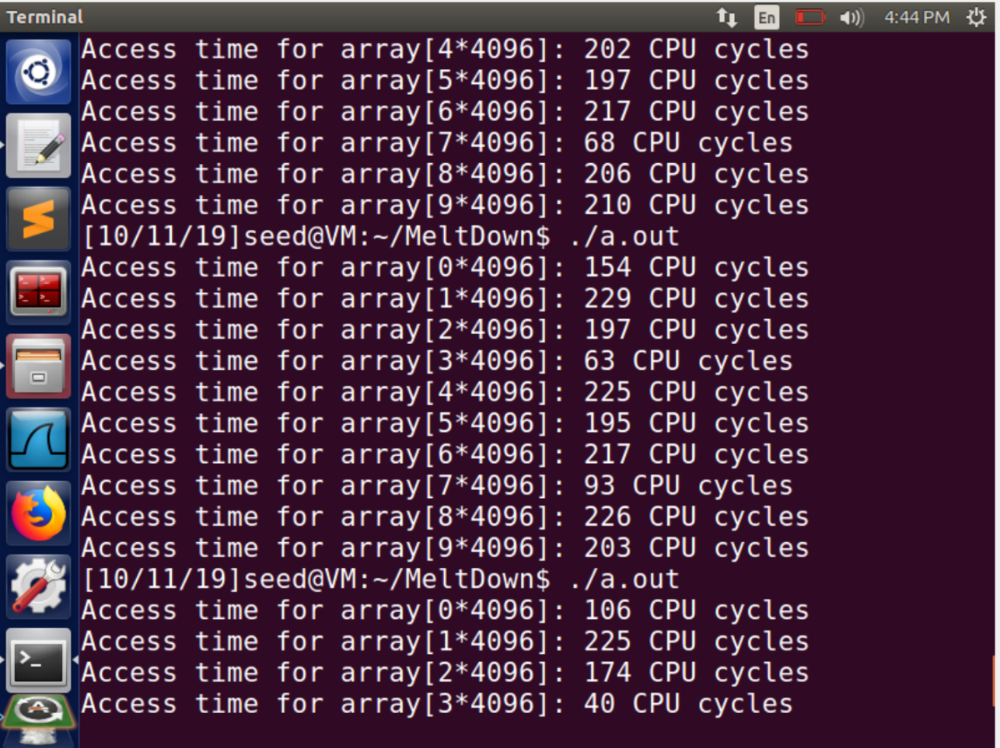 Terminal En 4:44 PM
Access time for array[4*4096]: 202 CPU cycles
Access time for array[5*4096]: 197 CPU cycles
Access time for array[6*4096]: 217 CPU cycles
Access time for array[7*4096]: 68 CPU cycles
Access time for array[8*4096]: 206 CPU cycles
Access time for array[9*4096]: 210 CPU cycles
[10/11/19]seed@VM:~/MeltDown$ ./a.out
Access time for array[0*4096]: 154 CPU cycles
Access time for array[1*4096]: 229 CPU cycles
Access time for array[2*4096]: 197 CPU cycles
Access time for array[3*4096]: 63 CPU cycles
Access time for array[4*4096]: 225 CPU cycles
Access time for array[5*4096]: 195 CPU cycles
Access time for array[6*4096]: 217 CPU cycles
Access time for array[7*4096]: 93 CPU cycles
Access time for array[8*4096]: 226 CPU cycles
Access time for array[9*4096]: 203 CPU cycles
[10/11/19]seed@VM:~/MeltDown$ ./a.out
Access time for array[0*4096]: 106 CPU cycles
Access time for array[1*4096]: 225 CPU cycles
Access time for array[2*4096]: 174 CPU cycles
Access time for array[3*4096]: 40 CPU cycles